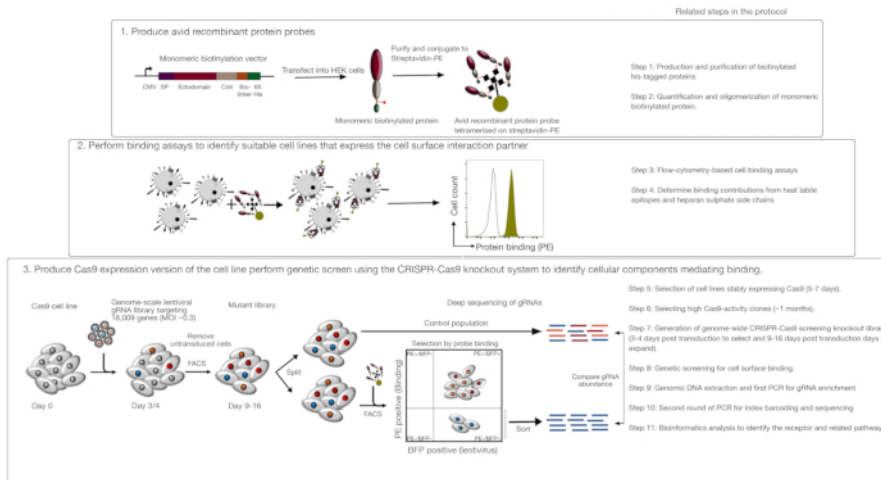 Related steps in the protocol
1. Produce avid recombinant protein probes
Monomeric biotinylation vector
CMV SP Ectodomain Cd4 Bio- 6X
linker His
Transfect into HEK cells
Monomeric biotinylated protein
Purify and conjugate to
Streptavidin-PE
Avid recombinant protein probe
tetramerised on streptavidin-PE
Step 1: Production and purification of biotinylated
his-tagged proteins
Step 2: Quantification and oligomerization of monomeric
biotinylated protein.
2. Perform binding assays to identify suitable cell lines that express the cell surface interaction partner
Cell count
Protein binding (PE)
Step 3: Flow-cytometry-based cell binding assays
Step 4: Determine binding contributions from heat labile
epitopes and heparan sulphate side chains
3. Produce Cas9 expression version of the cell line perform genetic screen using the CRISPR-Cas9 knockout system to identify cellular components mediating binding.
Cas9 cell line
Genome-scale lentiviral
gRNA library targeting
18,009 genes (MOI ~0.3)
Remove
untransduced cells
FACS
Mutant library
Day 0
Day 3/4
Day 9-16
Split
FACS
Deep sequencing of gRNAs
Control population
Selection by probe binding
PE+/BFP-
PE+/BFP+
PE-/BFP-
PE-/BFP+
PE positive (Binding)
BFP positive (lentivirus)
Sort
Compare gRNA
abundance
Step 5: Selection of cell lines stably expressing Cas9 (5-7 days).
Step 6: Selecting high Cas9-activity clones (~1 months).
Step 7: Generation of genome-wide CRISPR-Cas9 screening knockout librar
(3-4 days post transduction to select and 9-16 days post transduction days
expand).
Step 8: Genetic screening for cell surface binding.
Step 9: Genomic DNA extraction and first PCR for gRNA enrichment
Step 10: Second round of PCR for index barcoding and sequencing
Step 11: Bioinformatics analysis to identify the receptor and related pathway